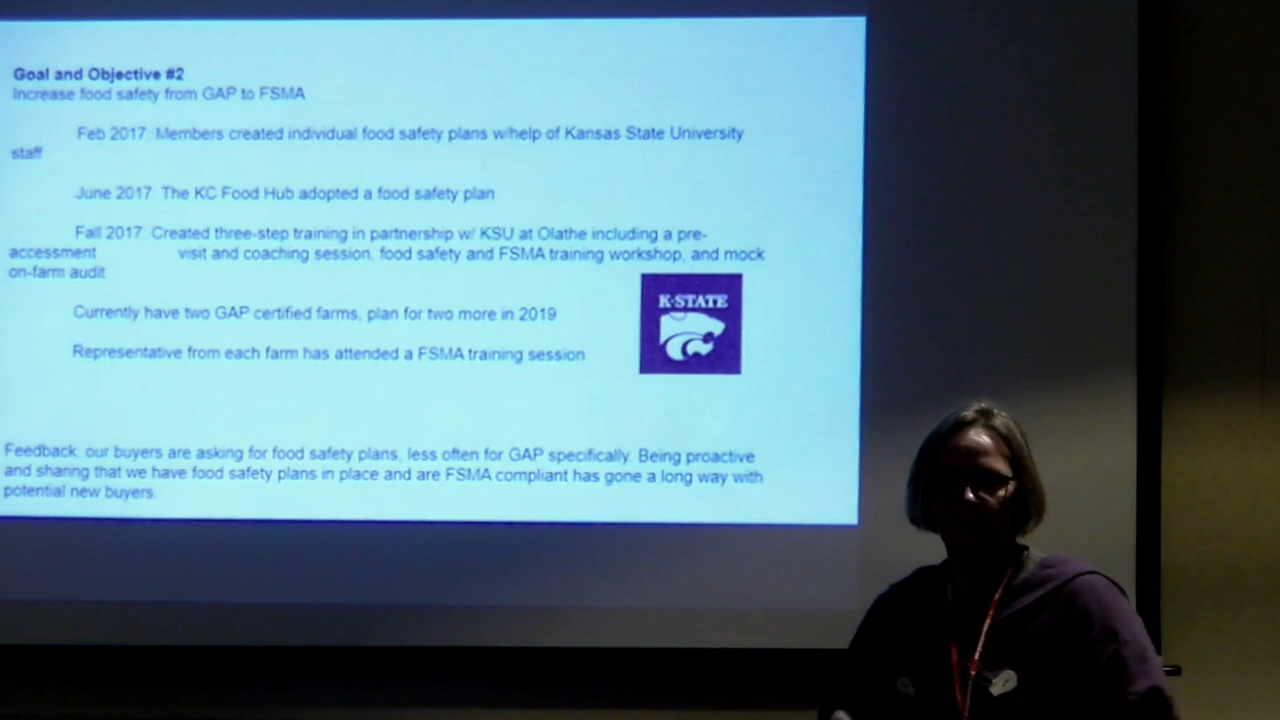 Goal and Objective #2
Increase food safety from GAP to FSMA
Feb 2017: Members created individual food safety plans w/help of Kansas State University
staff
June 2017: The KC Food Hub adopted a food safety plan
Fall 2017: Created three-step training in partnership w/ KSU at Olathe including a pre-
accessment visit and coaching session, food safety and FSMA training workshop, and mock
on-farm audit
Currently have two GAP certified farms, plan for two more in 2019
K-STATE
Representative from each farm has attended a FSMA training session
Feedback: our buyers are asking for food safety plans, less often for GAP specifically. Being proactive
and sharing that we have food safety plans in place and are FSMA compliant has gone a long way with
potential new buyers.